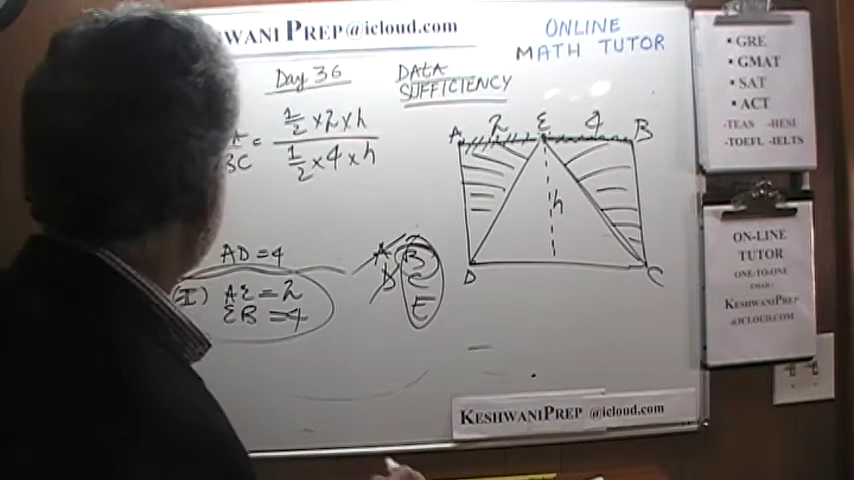 WANI PREP@icloud.com
ONLINE
MATH TUTOR
Day 36
DATA
SUFFICIENCY
= 1/2 × 2 × h
BC 1/2 × 4 × h
A 2 E 4 B
h
D C
AD = 4
(I) AE = 2
EB = 4
A B
D C
E
• GRE
• GMAT
• SAT
• ACT
-TEAS -HESI
-TOEFL -IELTS
ON-LINE
TUTOR
ONE-TO-ONE
EMAIL:
KESHWANIPREP
@ICLOUD.COM
KESHWANIPREP @icloud.com